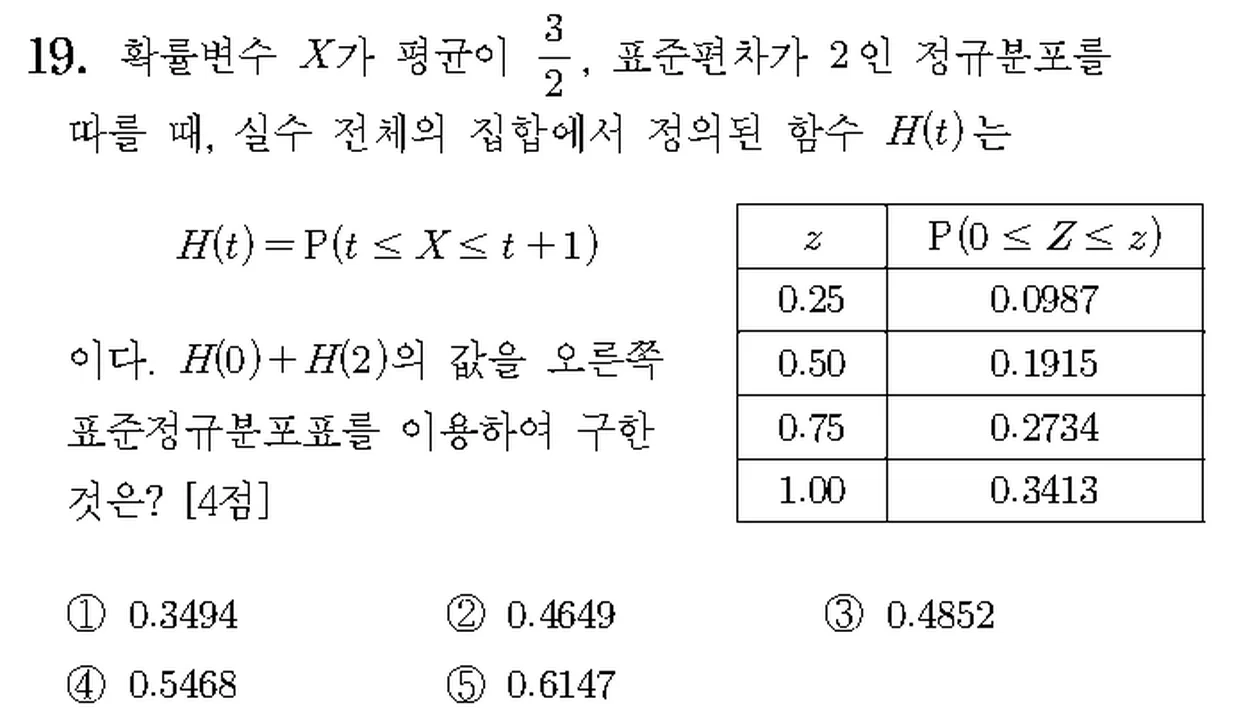 19. 확률변수 X가 평균이 3/2, 표준편차가 2인 정규분포를
따를 때, 실수 전체의 집합에서 정의된 함수 H(t)는
H(t)=P(t≤X≤t+1)
이다. H(0)+H(2)의 값을 오른쪽
표준정규분포표를 이용하여 구한
것은? [4점]
z P(0≤Z≤z)
0.25 0.0987
0.50 0.1915
0.75 0.2734
1.00 0.3413
① 0.3494 ② 0.4649 ③ 0.4852
④ 0.5468 ⑤ 0.6147